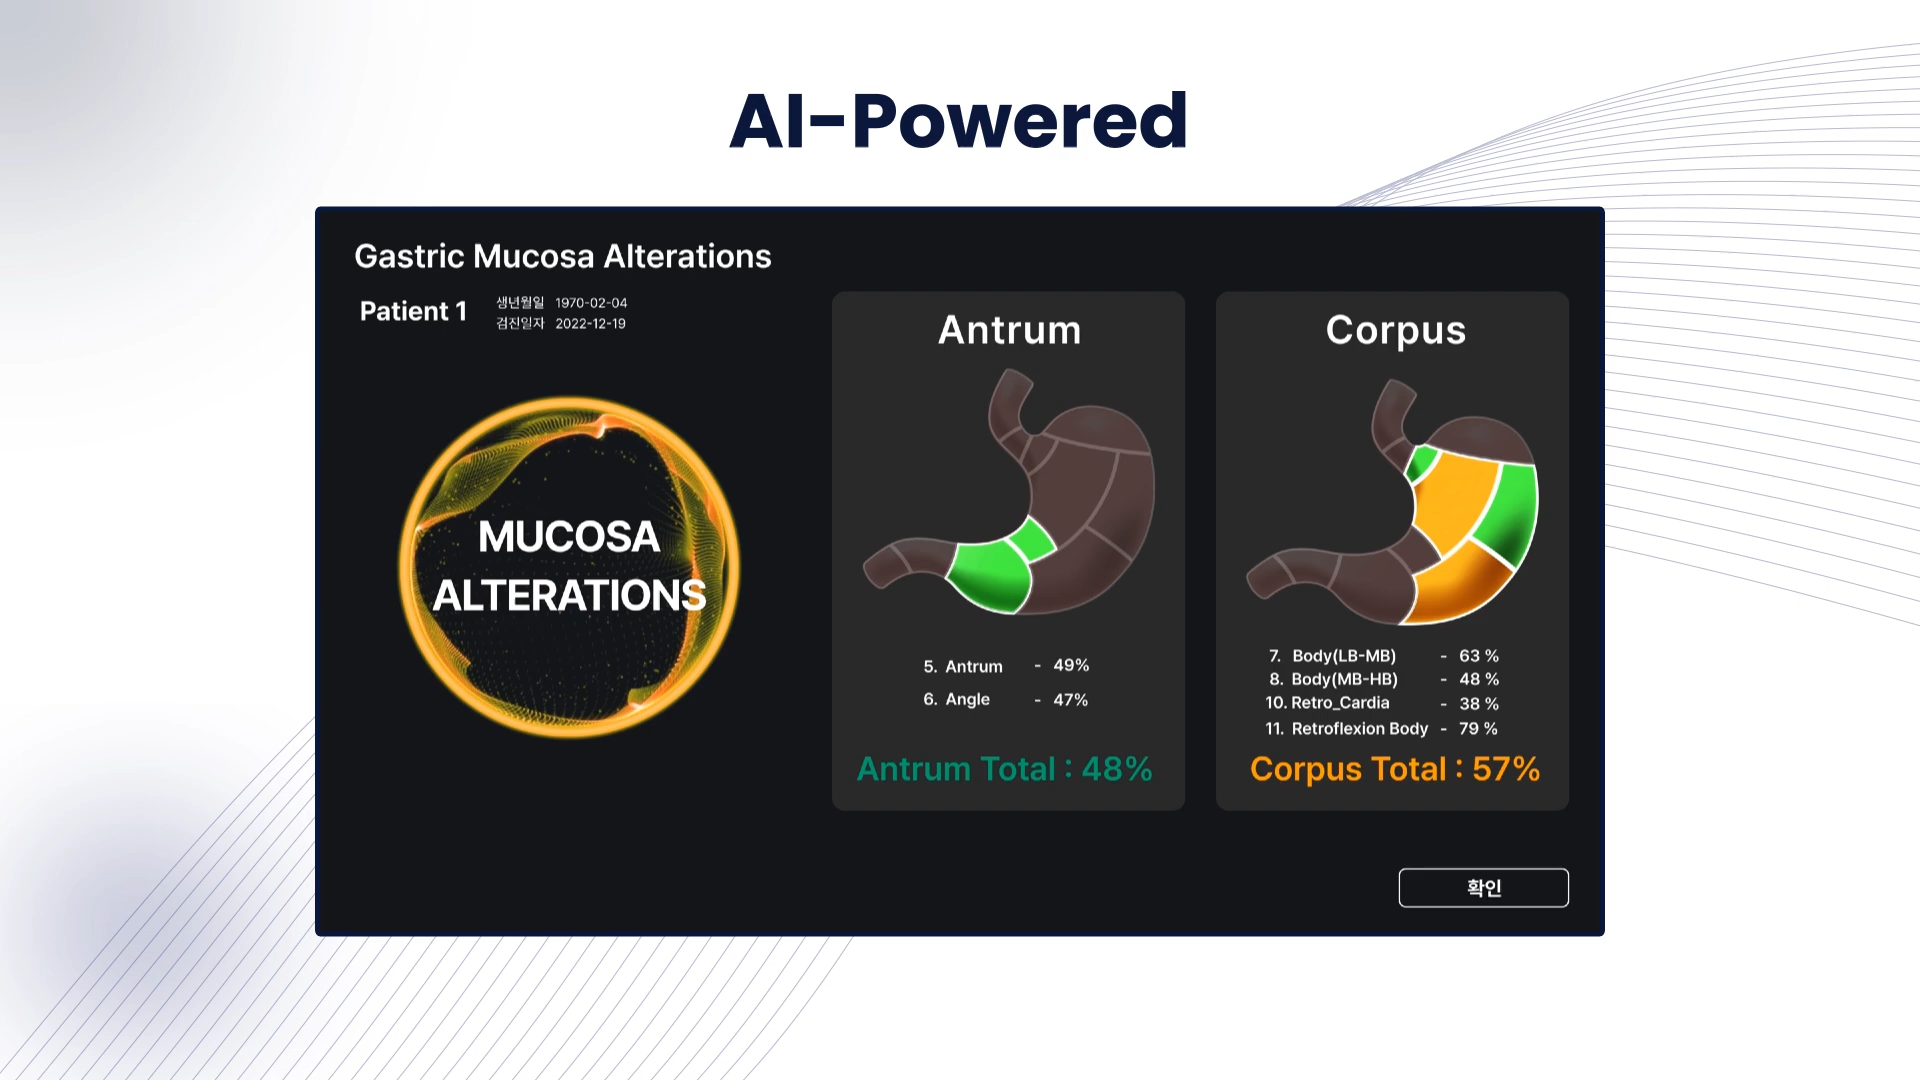 AI-Powered
Gastric Mucosa Alterations
Patient 1
생년월일 1970-02-04
검진일자 2022-12-19
MUCOSA
ALTERATIONS
Antrum
5. Antrum - 49%
6. Angle - 47%
Antrum Total : 48%
Corpus
7. Body(LB-MB) - 63 %
8. Body(MB-HB) - 48 %
10. Retro_Cardia - 38 %
11. Retroflexion Body - 79 %
Corpus Total : 57%
확인